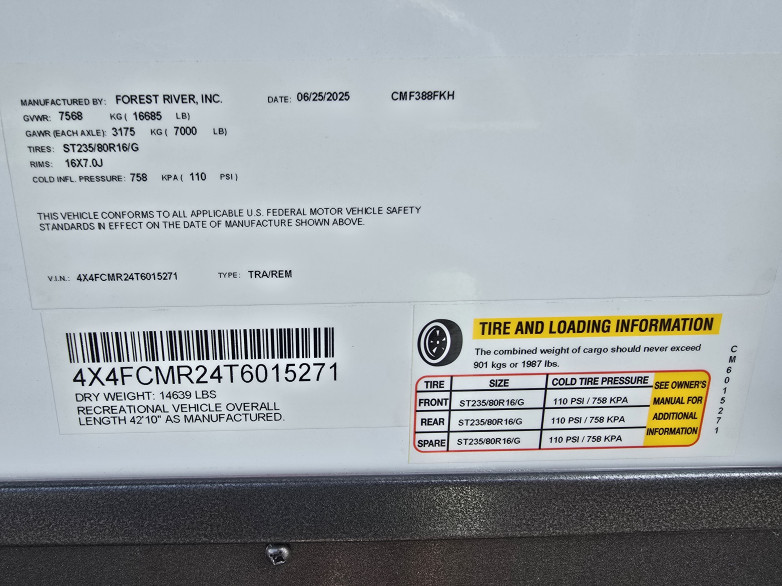 MANUFACTURED BY: FOREST RIVER, INC. DATE: 06/25/2025 CMF388FKH
GVWR: 7568 KG ( 16685 LB)
GAWR (EACH AXLE): 3175 KG ( 7000 LB)
TIRES: ST235/80R16/G
RIMS: 16X7.0J
COLD INFL. PRESSURE: 758 KPA ( 110 PSI )
THIS VEHICLE CONFORMS TO ALL APPLICABLE U.S. FEDERAL MOTOR VEHICLE SAFETY
STANDARDS IN EFFECT ON THE DATE OF MANUFACTURE SHOWN ABOVE.
V.I.N.: 4X4FCMR24T6015271 TYPE: TRA/REM
4X4FCMR24T6015271
DRY WEIGHT: 14639 LBS
RECREATIONAL VEHICLE OVERALL
LENGTH 42'10" AS MANUFACTURED.
TIRE AND LOADING INFORMATION
The combined weight of cargo should never exceed
901 kgs or 1987 lbs.
TIRE SIZE COLD TIRE PRESSURE
FRONT ST235/80R16/G 110 PSI / 758 KPA
REAR ST235/80R16/G 110 PSI / 758 KPA
SPARE ST235/80R16/G 110 PSI / 758 KPA
SEE OWNER'S
MANUAL FOR
ADDITIONAL
INFORMATION
CM6015271